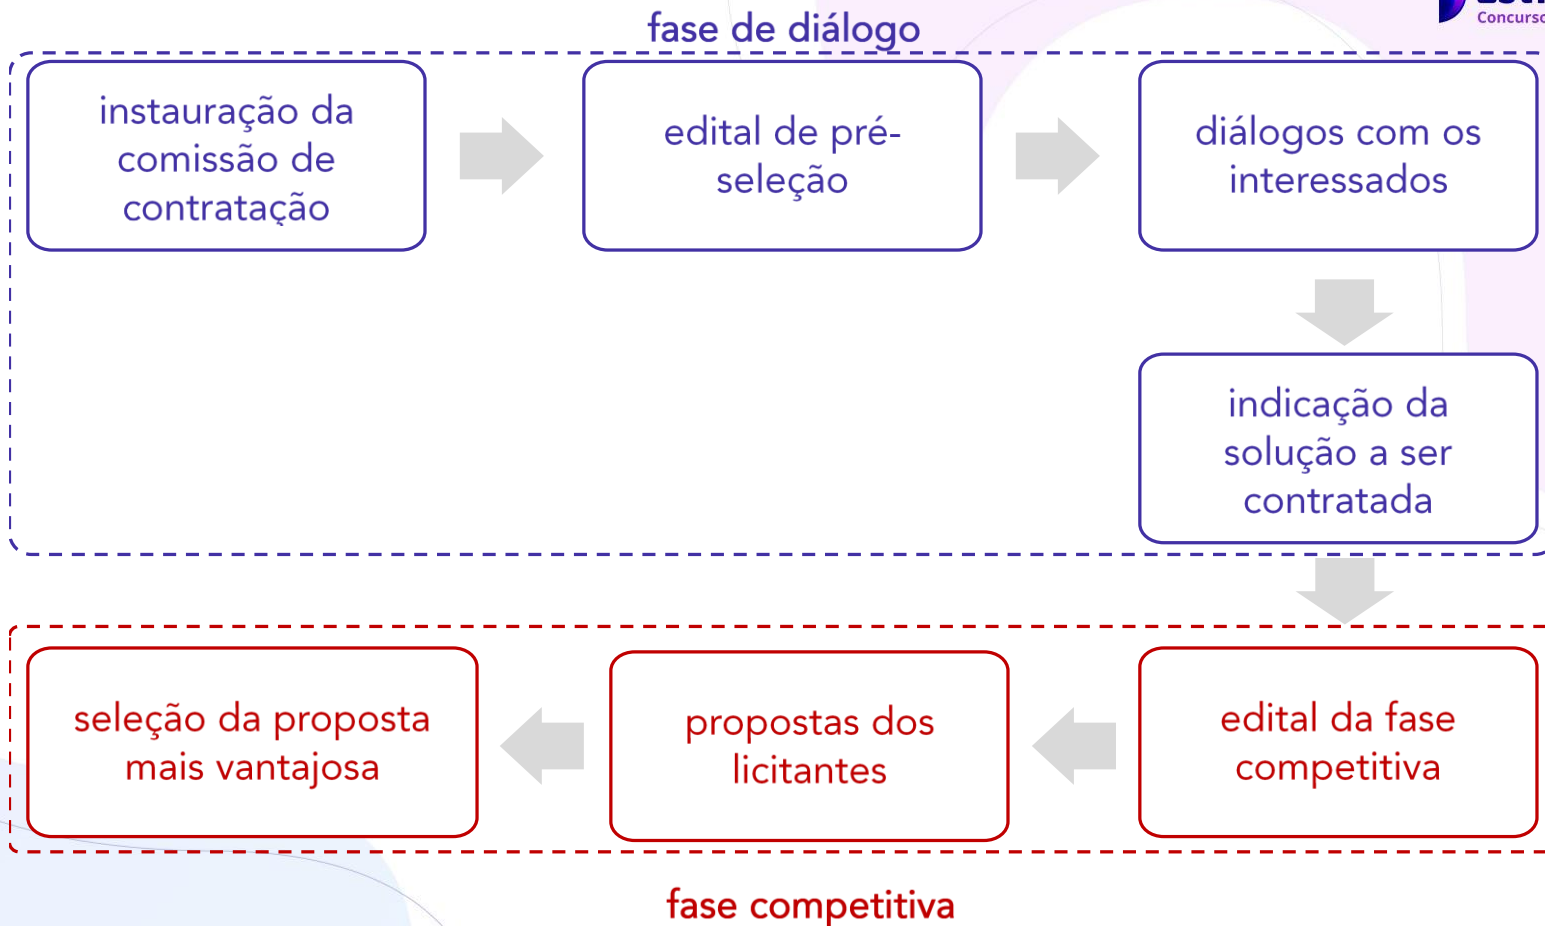 fase de diálogo
Concurso
instauração da
comissão de
contratação
edital de pré-
seleção
diálogos com os
interessados
indicação da
solução a ser
contratada
edital da fase
competitiva
propostas dos
licitantes
seleção da proposta
mais vantajosa
fase competitiva